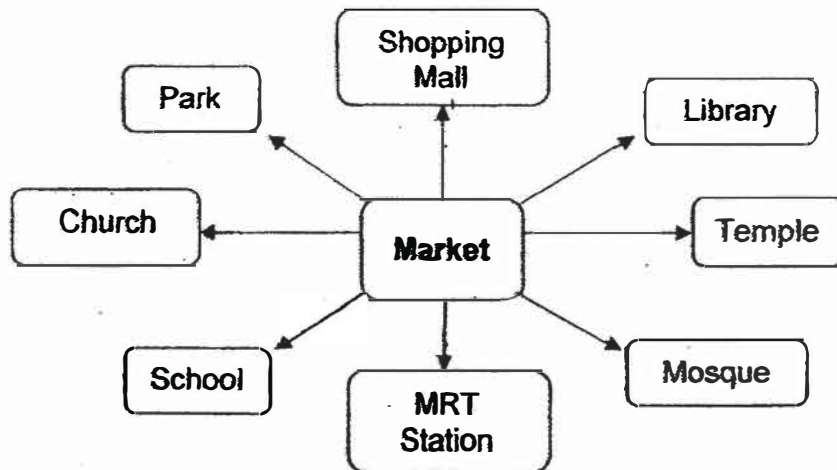 Shopping
Mall
Park
Library
Church
Market
Temple
School
MRT
Station
Mosque